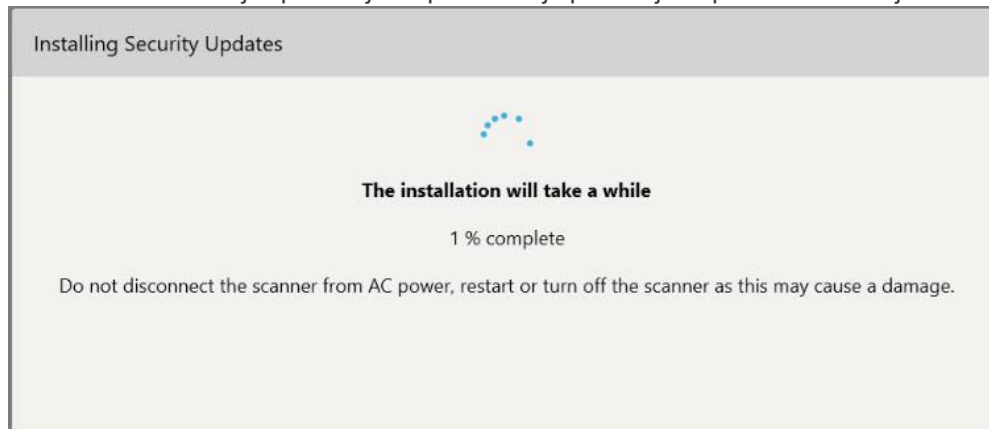 Installing Security Updates
The installation will take a while
1 % complete
Do not disconnect the scanner from AC power, restart or turn off the scanner as this may cause a damage.